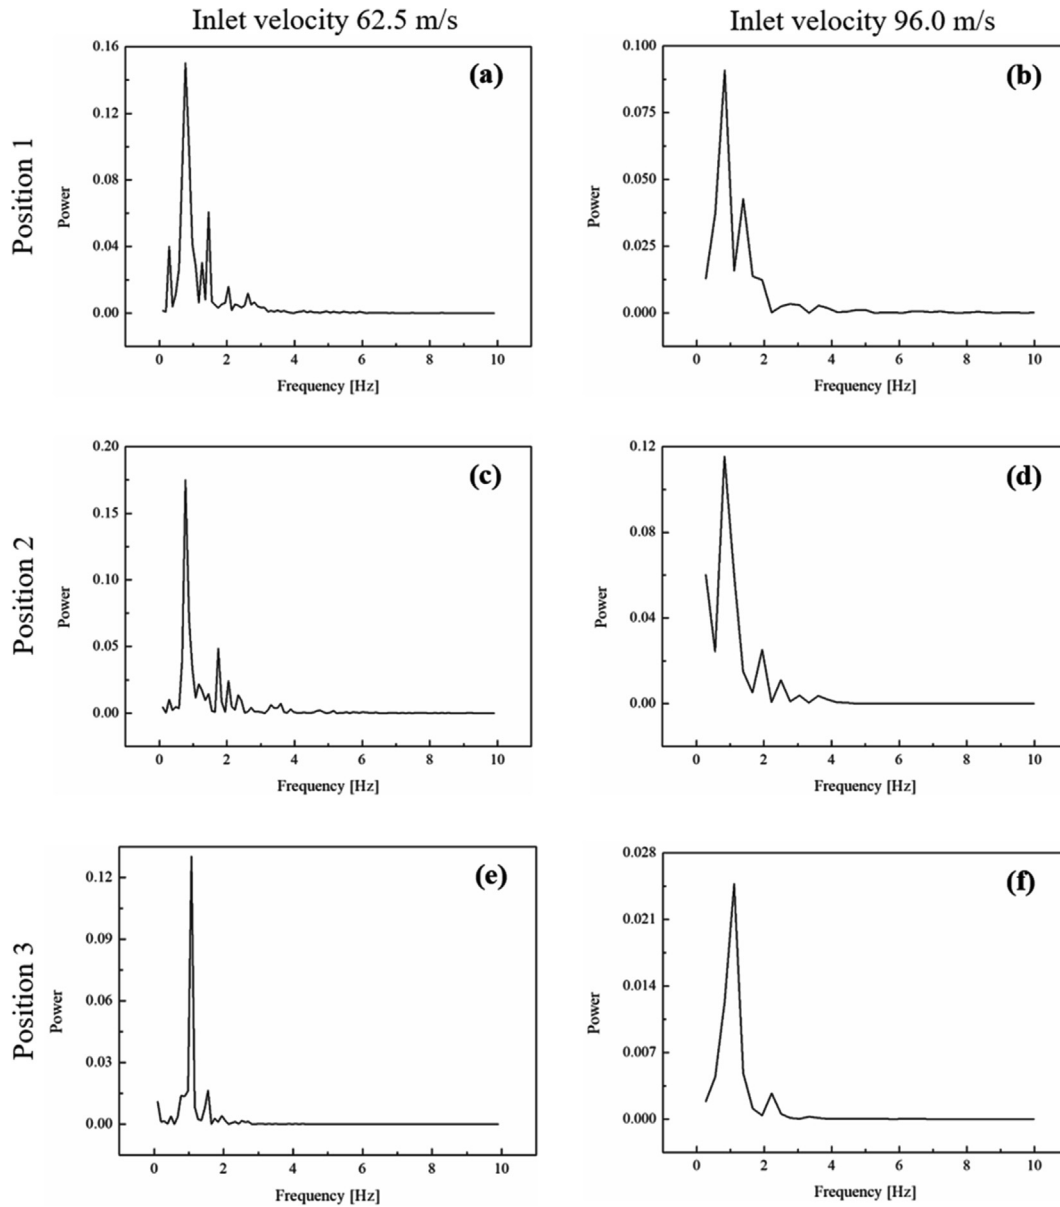 Inlet velocity 62.5 m/s
Inlet velocity 96.0 m/s
Position 1
(a)
Power
0.16
0.12
0.08
0.04
0.00
0 2 4 6 8 10
Frequency [Hz]
(b)
Power
0.100
0.075
0.050
0.025
0.000
0 2 4 6 8 10
Frequency [Hz]
Position 2
(c)
Power
0.20
0.15
0.10
0.05
0.00
0 2 4 6 8 10
Frequency [Hz]
(d)
Power
0.12
0.08
0.04
0.00
0 2 4 6 8 10
Frequency [Hz]
Position 3
(e)
Power
0.12
0.09
0.06
0.03
0.00
0 2 4 6 8 10
Frequency [Hz]
(f)
Power
0.028
0.021
0.014
0.007
0.000
0 2 4 6 8 10
Frequency [Hz]